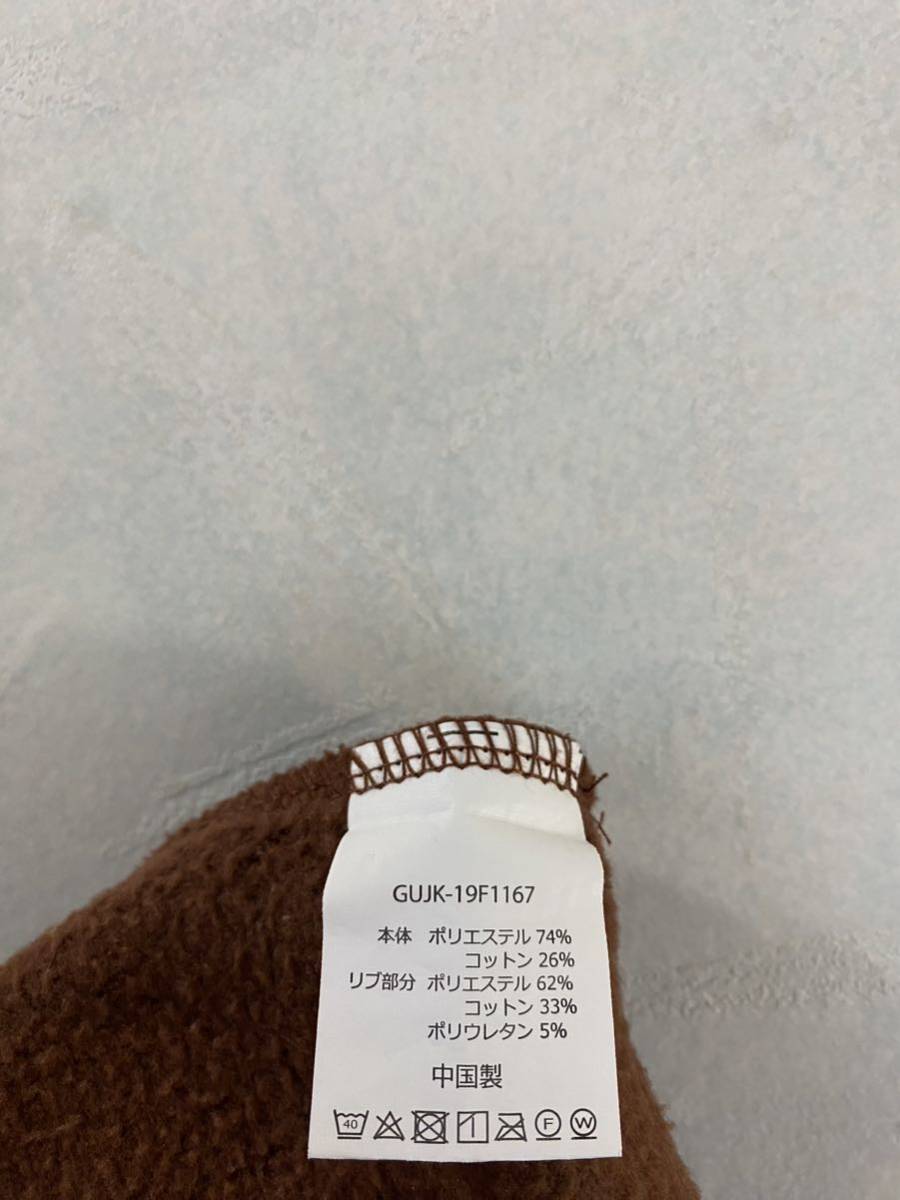 GUJK-19F1167
本体 ポリエステル 74%
コットン 26%
リブ部分 ポリエステル 62%
コットン 33%
ポリウレタン 5%
中国製
40 F W